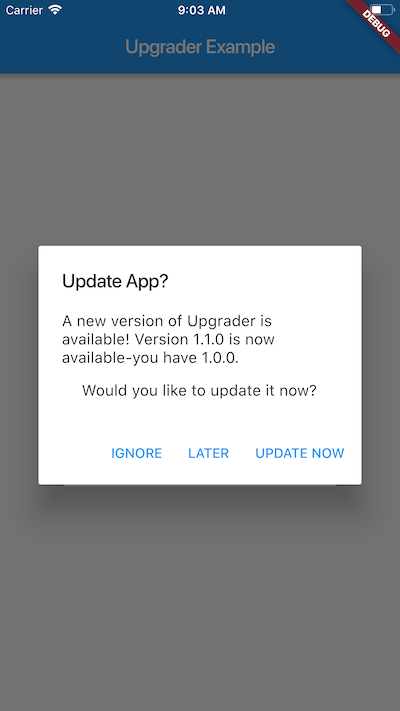 Carrier 9:03 AM
DEBUG
Upgrader Example
Update App?
A new version of Upgrader is
available! Version 1.1.0 is now
available-you have 1.0.0.
Would you like to update it now?
IGNORE LATER UPDATE NOW